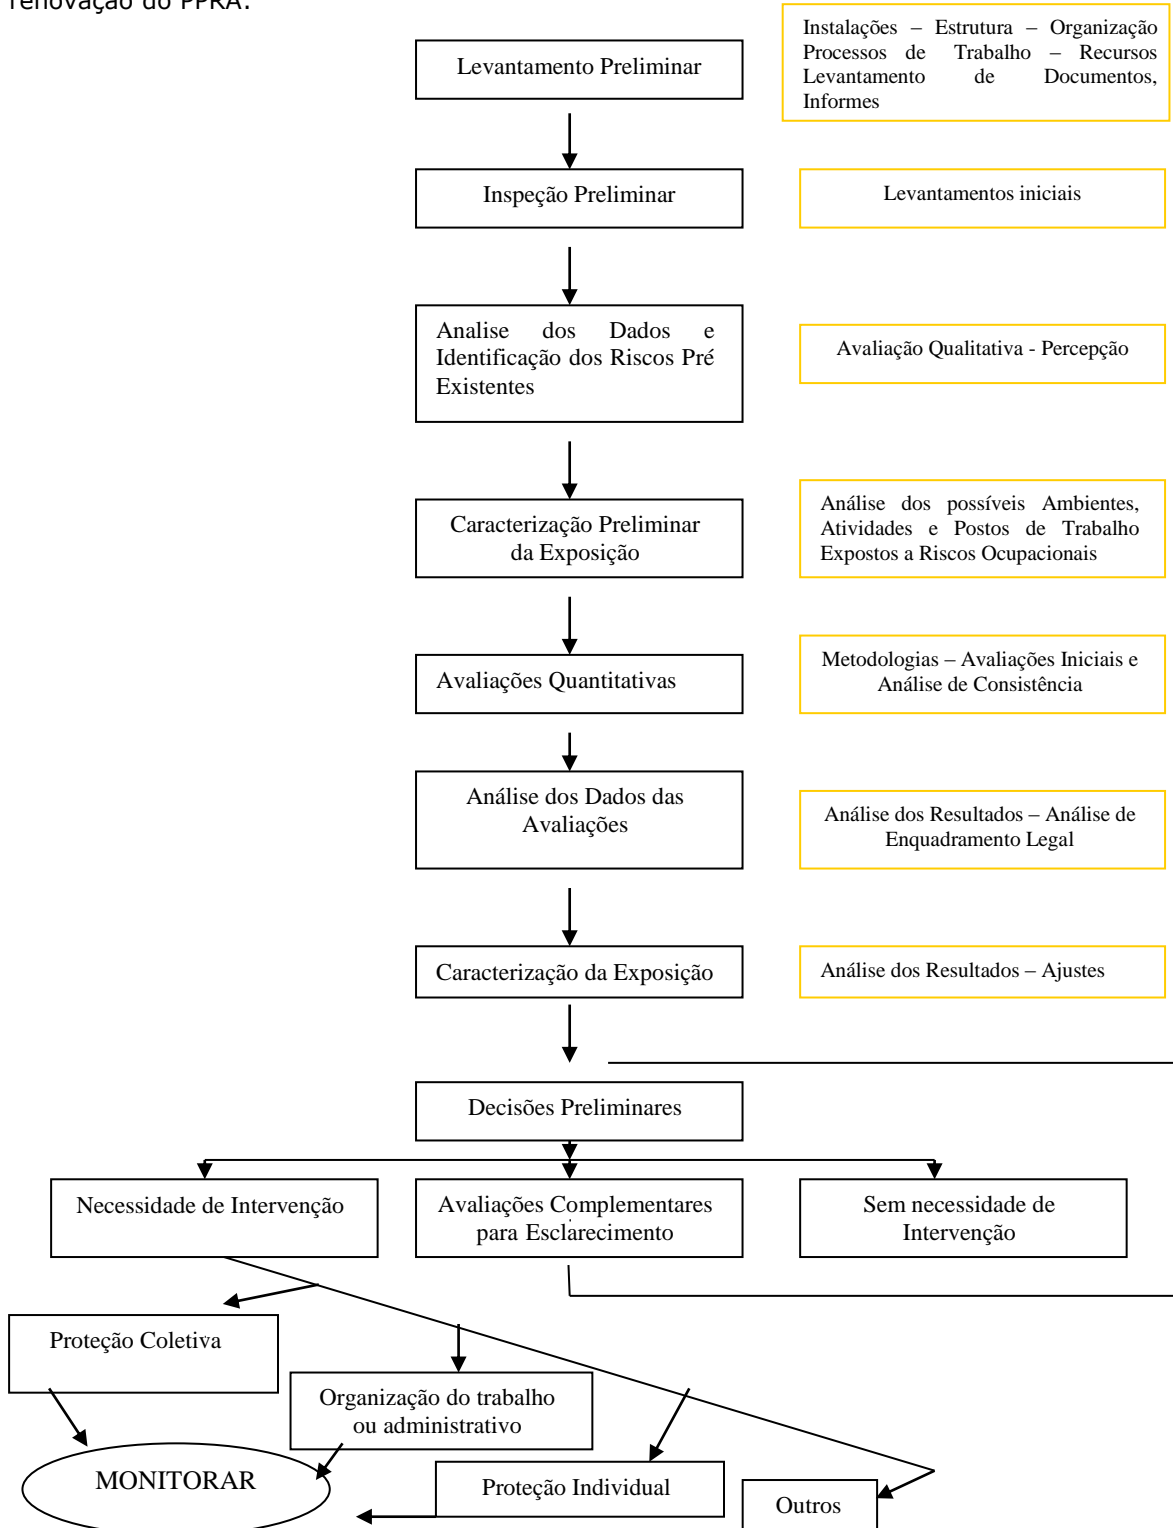 renovação do PPRA.
Levantamento Preliminar
Instalações – Estrutura – Organização
Processos de Trabalho – Recursos
Levantamento de Documentos,
Informes
Inspeção Preliminar
Levantamentos iniciais
Analise dos Dados e
Identificação dos Riscos Pré
Existentes
Avaliação Qualitativa - Percepção
Caracterização Preliminar
da Exposição
Análise dos possíveis Ambientes,
Atividades e Postos de Trabalho
Expostos a Riscos Ocupacionais
Avaliações Quantitativas
Metodologias – Avaliações Iniciais e
Análise de Consistência
Análise dos Dados das
Avaliações
Análise dos Resultados – Análise de
Enquadramento Legal
Caracterização da Exposição
Análise dos Resultados – Ajustes
Decisões Preliminares
Necessidade de Intervenção
Avaliações Complementares
para Esclarecimento
Sem necessidade de
Intervenção
Proteção Coletiva
Organização do trabalho
ou administrativo
MONITORAR
Proteção Individual
Outros